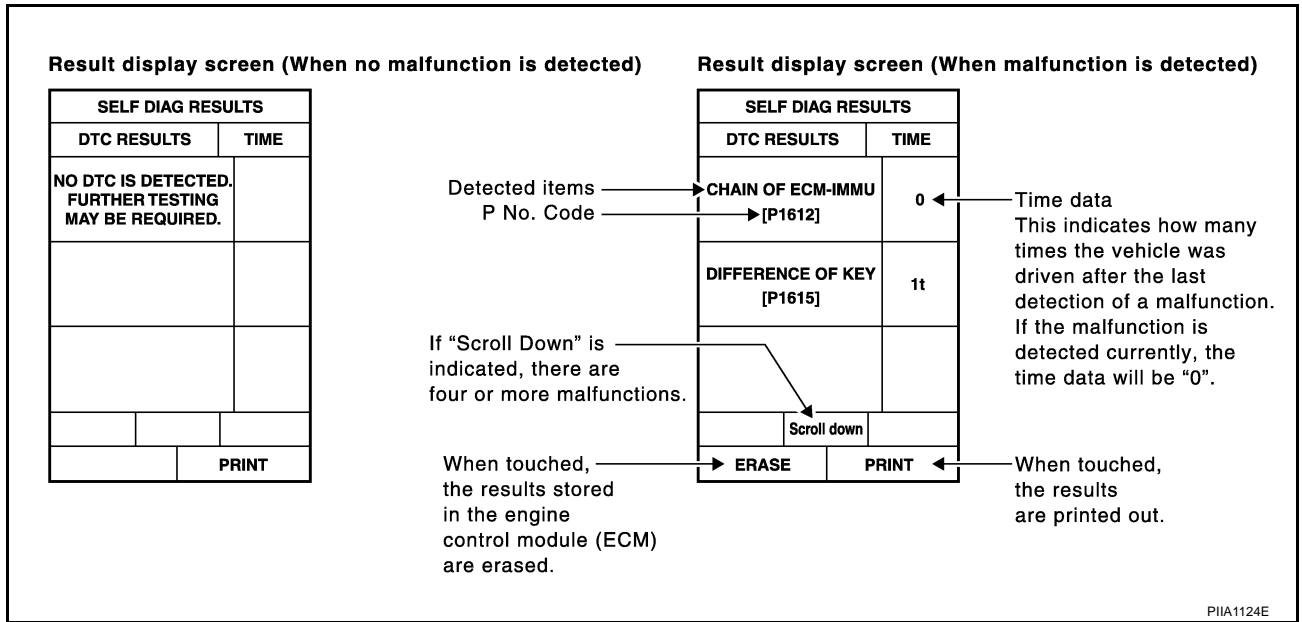 Result display screen (When no malfunction is detected)
SELF DIAG RESULTS
DTC RESULTS TIME
NO DTC IS DETECTED.
FURTHER TESTING
MAY BE REQUIRED.
PRINT
Result display screen (When malfunction is detected)
SELF DIAG RESULTS
DTC RESULTS TIME
Detected items
P No. Code
CHAIN OF ECM-IMMU
[P1612]
0
Time data
This indicates how many
times the vehicle was
driven after the last
detection of a malfunction.
If the malfunction is
detected currently, the
time data will be “0”.
DIFFERENCE OF KEY
[P1615]
1t
If “Scroll Down” is
indicated, there are
four or more malfunctions.
Scroll down
When touched,
the results stored
in the engine
control module (ECM)
are erased.
ERASE PRINT
When touched,
the results
are printed out.
PIIA1124E